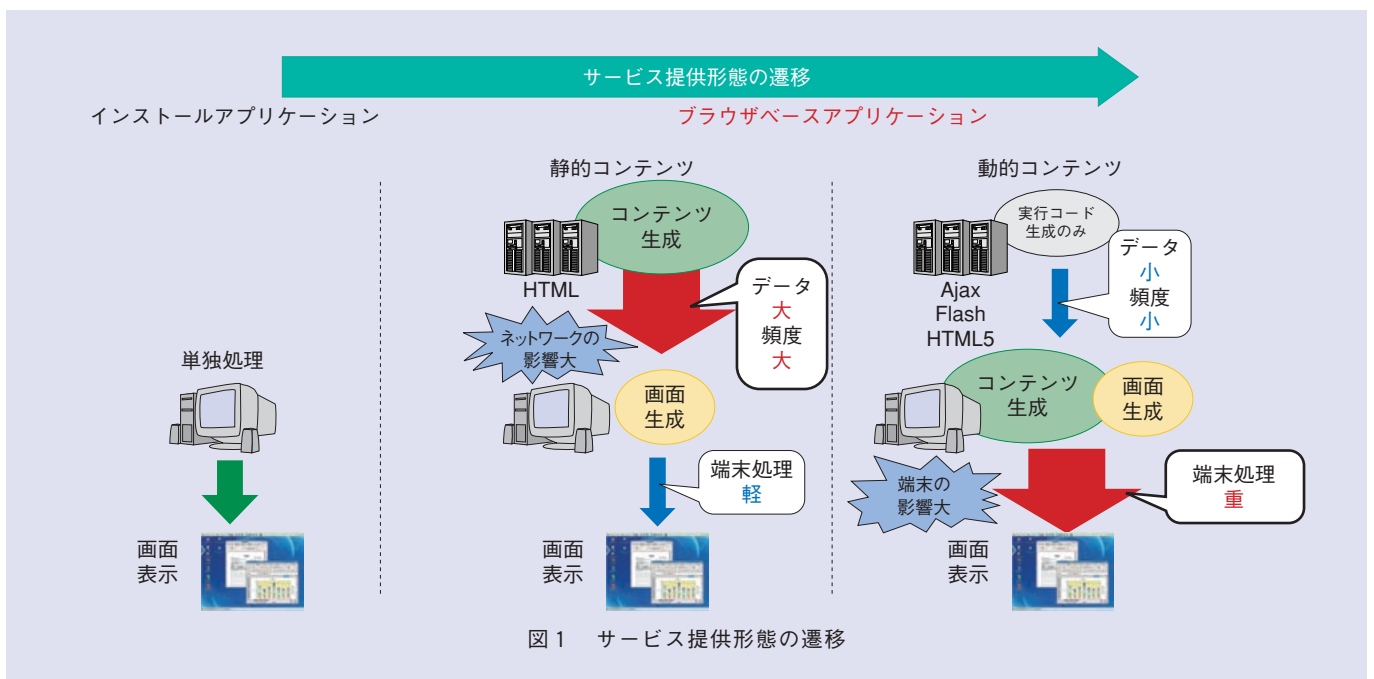 サービス提供形態の遷移
インストールアプリケーション
ブラウザベースアプリケーション
単独処理
画面
表示
静的コンテンツ
コンテンツ
生成
HTML
データ
大
頻度
大
ネットワークの
影響大
画面
生成
端末処理
軽
画面
表示
動的コンテンツ
実行コード
生成のみ
データ
小
頻度
小
Ajax
Flash
HTML5
コンテンツ
生成
画面
生成
端末の
影響大
端末処理
重
画面
表示
図1 サービス提供形態の遷移